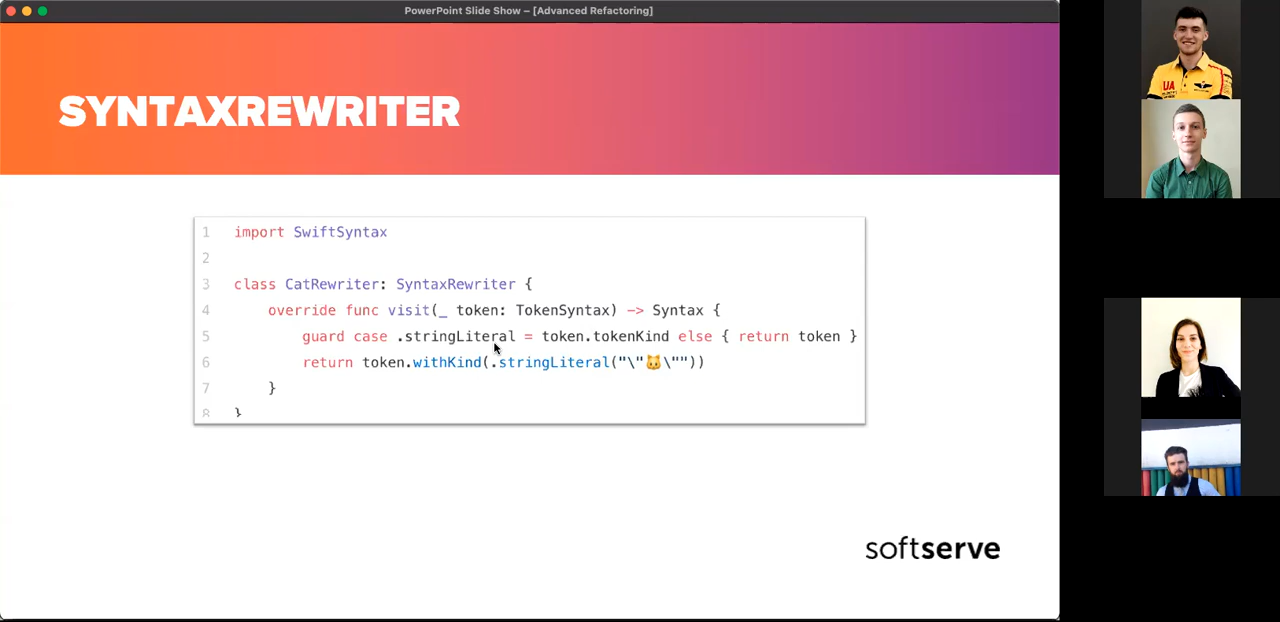 PowerPoint Slide Show – [Advanced Refactoring]
SYNTAXREWRITER
1 import SwiftSyntax
2
3 class CatRewriter: SyntaxRewriter {
4 override func visit(_ token: TokenSyntax) -> Syntax {
5 guard case .stringLiteral = token.tokenKind else { return token }
6 return token.withKind(.stringLiteral("\"🐱\""))
7 }
8 }
softserve
UA